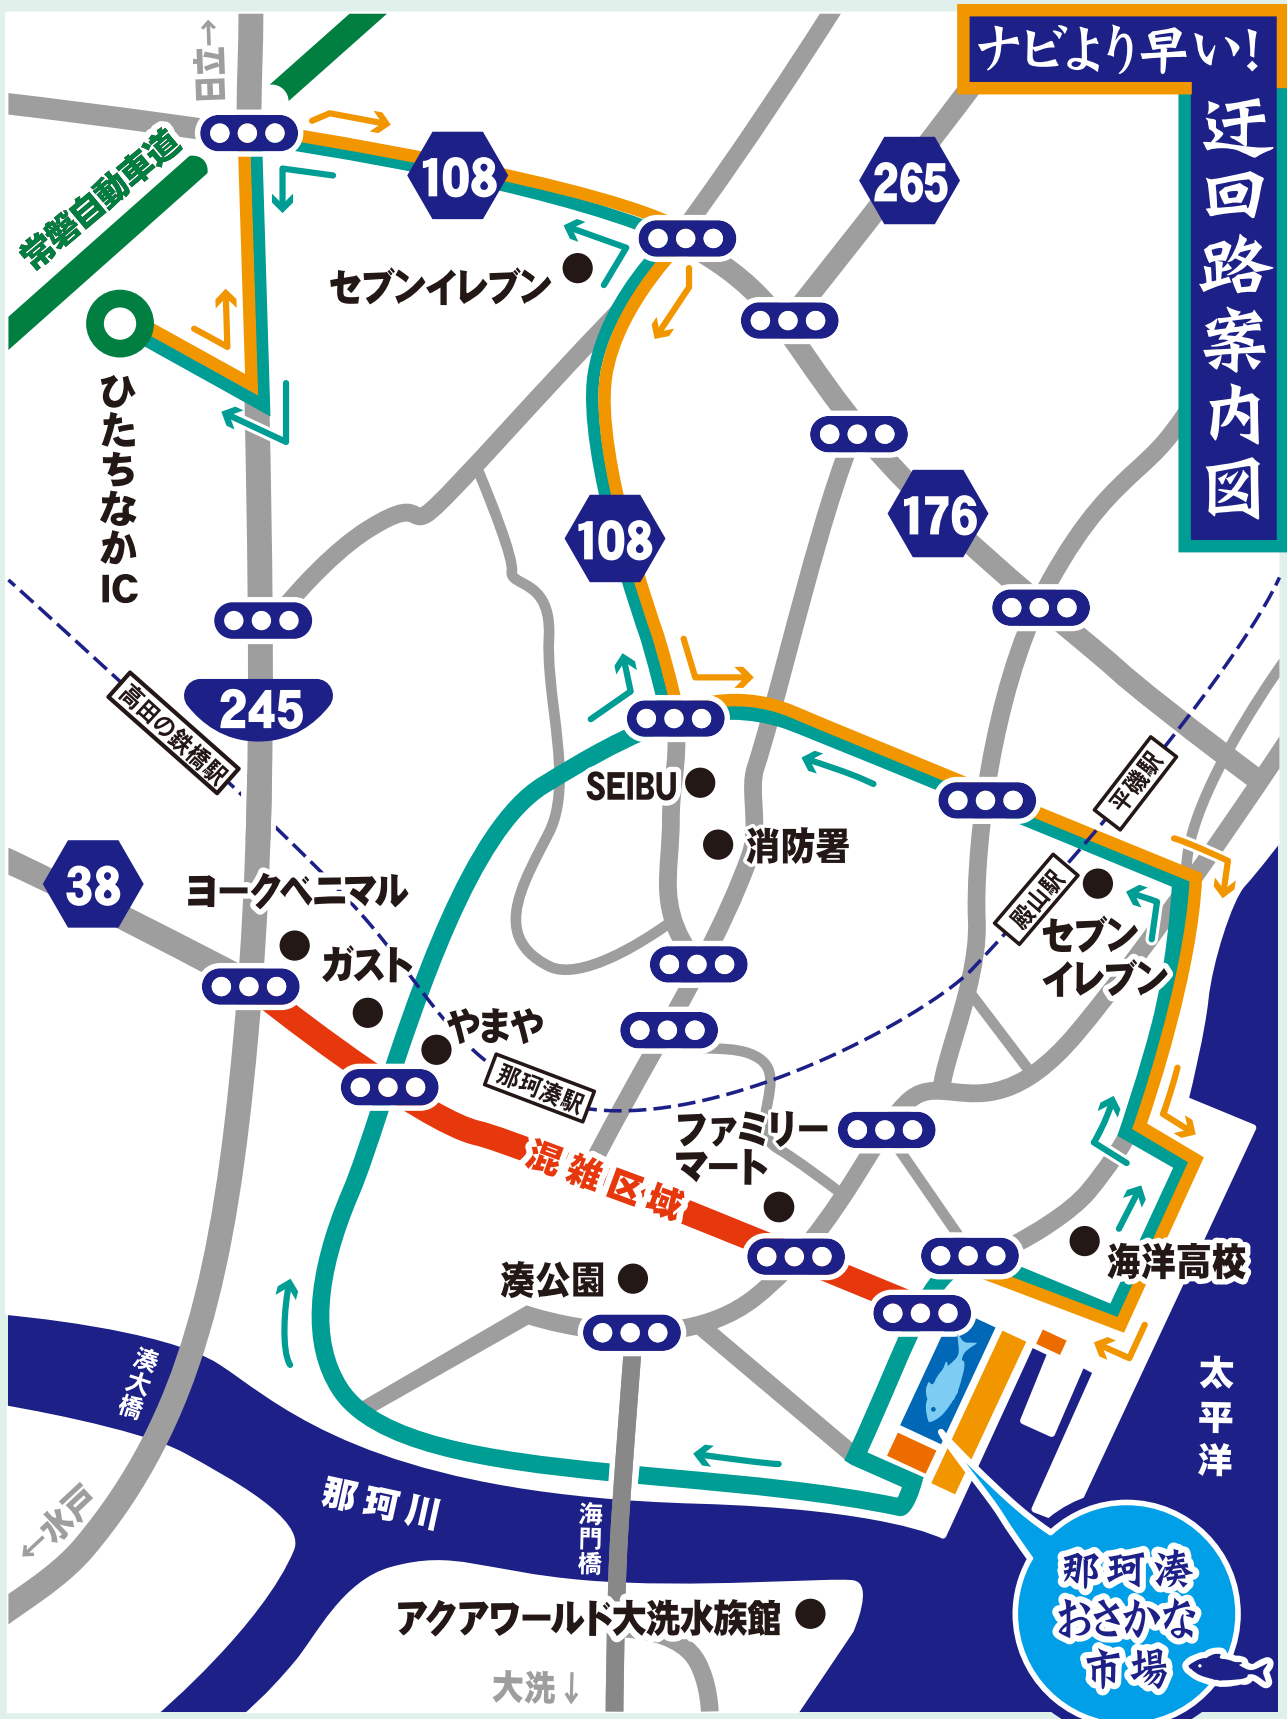 ナビより早い!
迂回路案内図
日立→
常磐自動車道
108
265
セブンイレブン
ひたちなかIC
108
176
245
高田の鉄橋駅
平磯駅
SEIBU
消防署
38
ヨークベニマル
ガスト
やまや
殿山駅
セブン
イレブン
那珂湊駅
ファミリー
マート
混雑区域
海洋高校
湊公園
湊大橋
太平洋
←水戸
那珂川
海門橋
那珂湊
おさかな
市場
アクアワールド大洗水族館
大洗↓